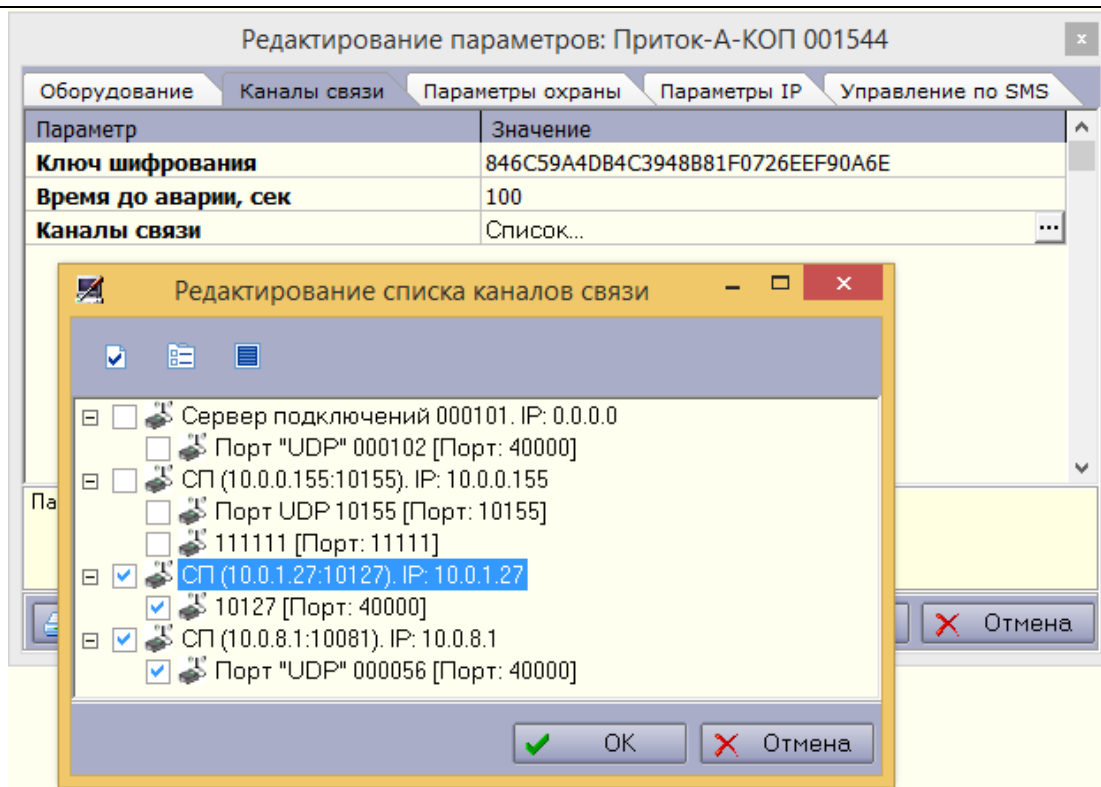 Редактирование параметров: Приток-А-КОП 001544
Оборудование Каналы связи Параметры охраны Параметры IP Управление по SMS
Параметр Значение
Ключ шифрования 846C59A4DB4C3948B81F0726EEF90A6E
Время до аварии, сек 100
Каналы связи Список...
Редактирование списка каналов связи
Сервер подключений 000101. IP: 0.0.0.0
Порт "UDP" 000102 [Порт: 40000]
СП (10.0.0.155:10155). IP: 10.0.0.155
Порт UDP 10155 [Порт: 10155]
111111 [Порт: 11111]
СП (10.0.1.27:10127). IP: 10.0.1.27
10127 [Порт: 40000]
СП (10.0.8.1:10081). IP: 10.0.8.1
Порт "UDP" 000056 [Порт: 40000]
Отмена
OK Отмена